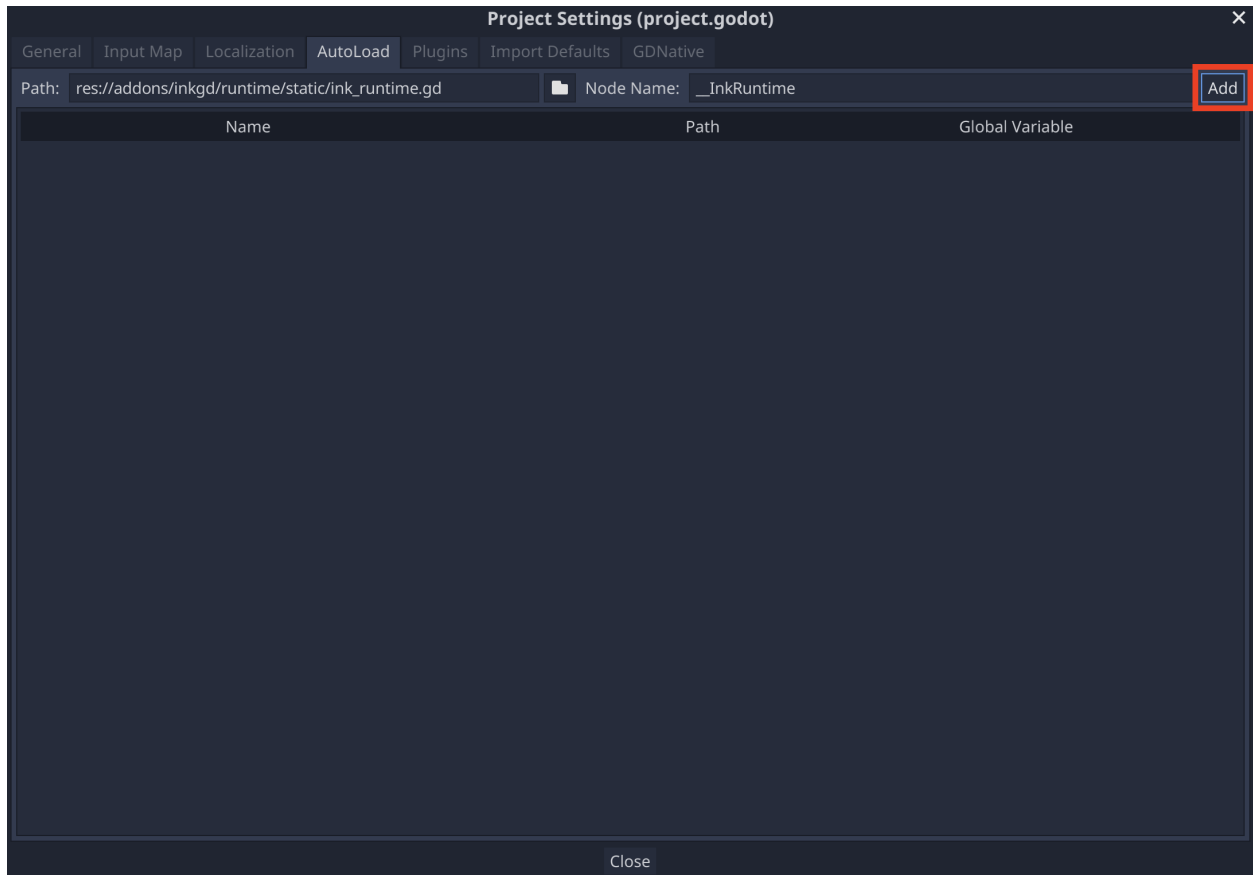 Project Settings (project.godot)
General Input Map Localization AutoLoad Plugins Import Defaults GDNative
Path: res://addons/inkgd/runtime/static/ink_runtime.gd Node Name: __InkRuntime Add
Name Path Global Variable
Close